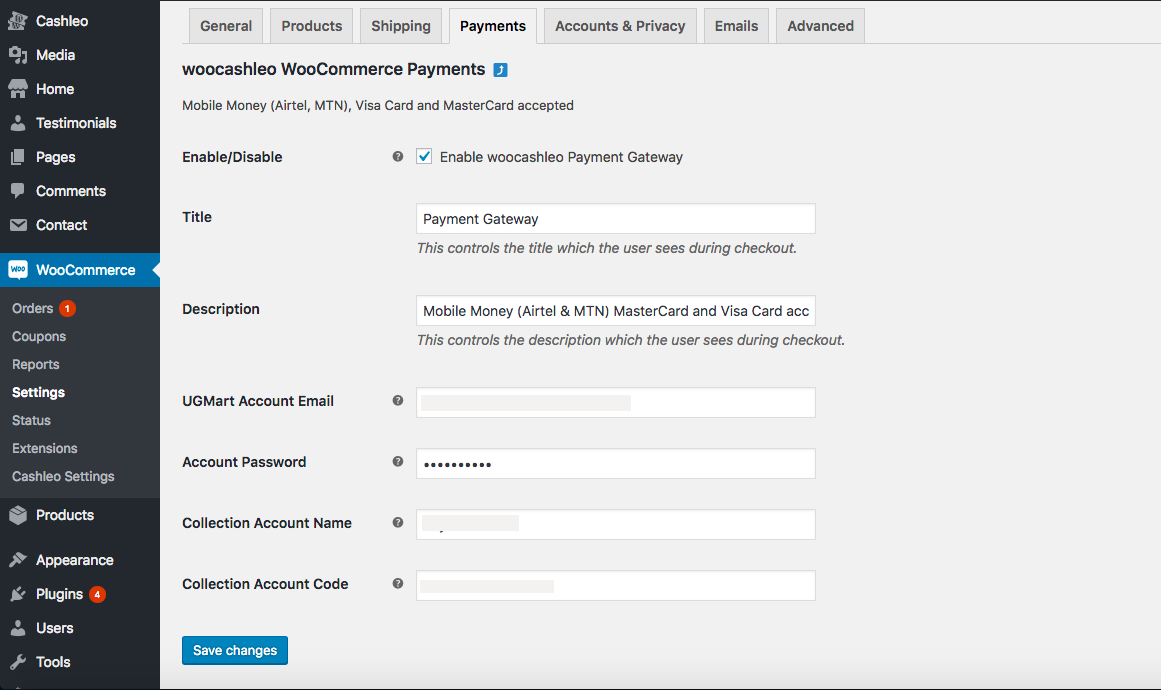 Cashleo
Media
Home
Testimonials
Pages
Comments
Contact
WOO WooCommerce
Orders 1
Coupons
Reports
Settings
Status
Extensions
Cashleo Settings
Products
Appearance
Plugins 4
Users
Tools
General Products Shipping Payments Accounts & Privacy Emails Advanced
woocashleo WooCommerce Payments ⤴
Mobile Money (Airtel, MTN), Visa Card and MasterCard accepted
Enable/Disable ? Enable woocashleo Payment Gateway
Title Payment Gateway
This controls the title which the user sees during checkout.
Description Mobile Money (Airtel & MTN) MasterCard and Visa Card acc
This controls the description which the user sees during checkout.
UGMart Account Email ?
Account Password ? ••••••••••
Collection Account Name ?
Collection Account Code ?
Save changes